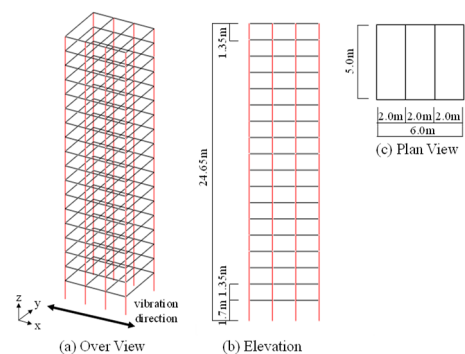 z
y
x
vibration
direction
(a) Over View
1.35m
24.65m
1.35m
1.7m
(b) Elevation
5.0m
2.0m 2.0m 2.0m
6.0m
(c) Plan View